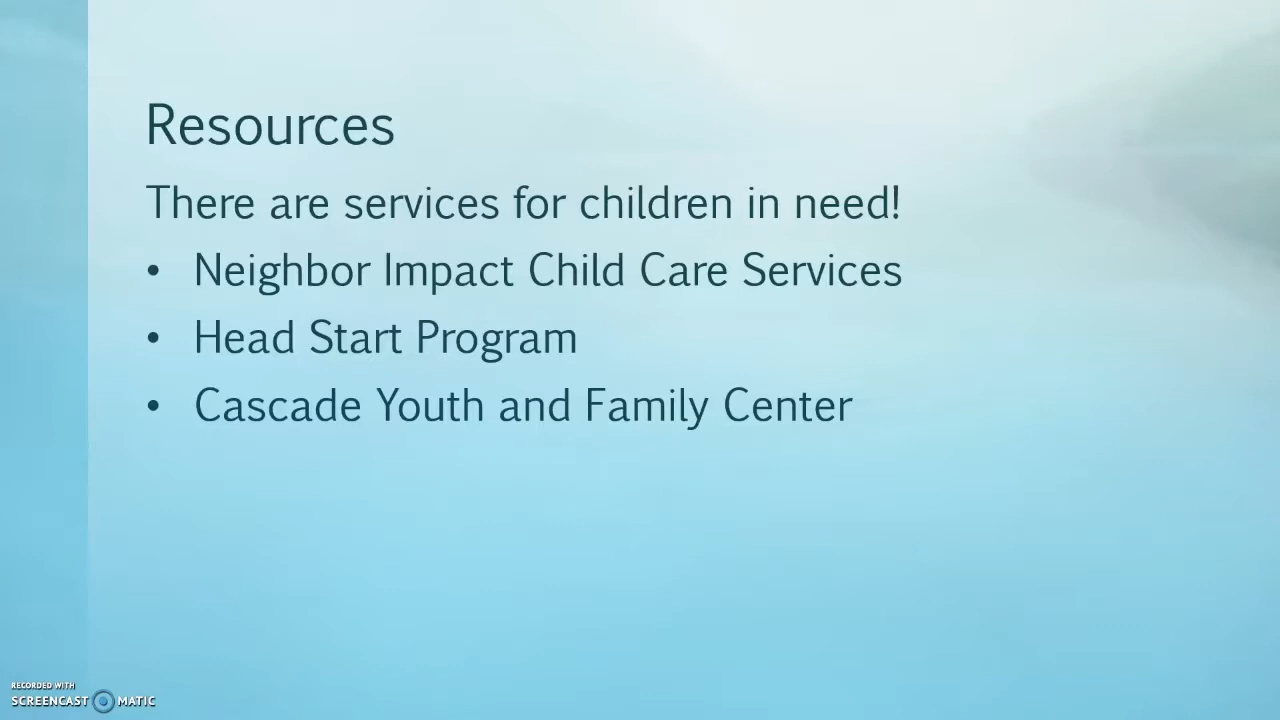 Resources
There are services for children in need!
• Neighbor Impact Child Care Services
• Head Start Program
• Cascade Youth and Family Center
RECORDED WITH
SCREENCAST MATIC